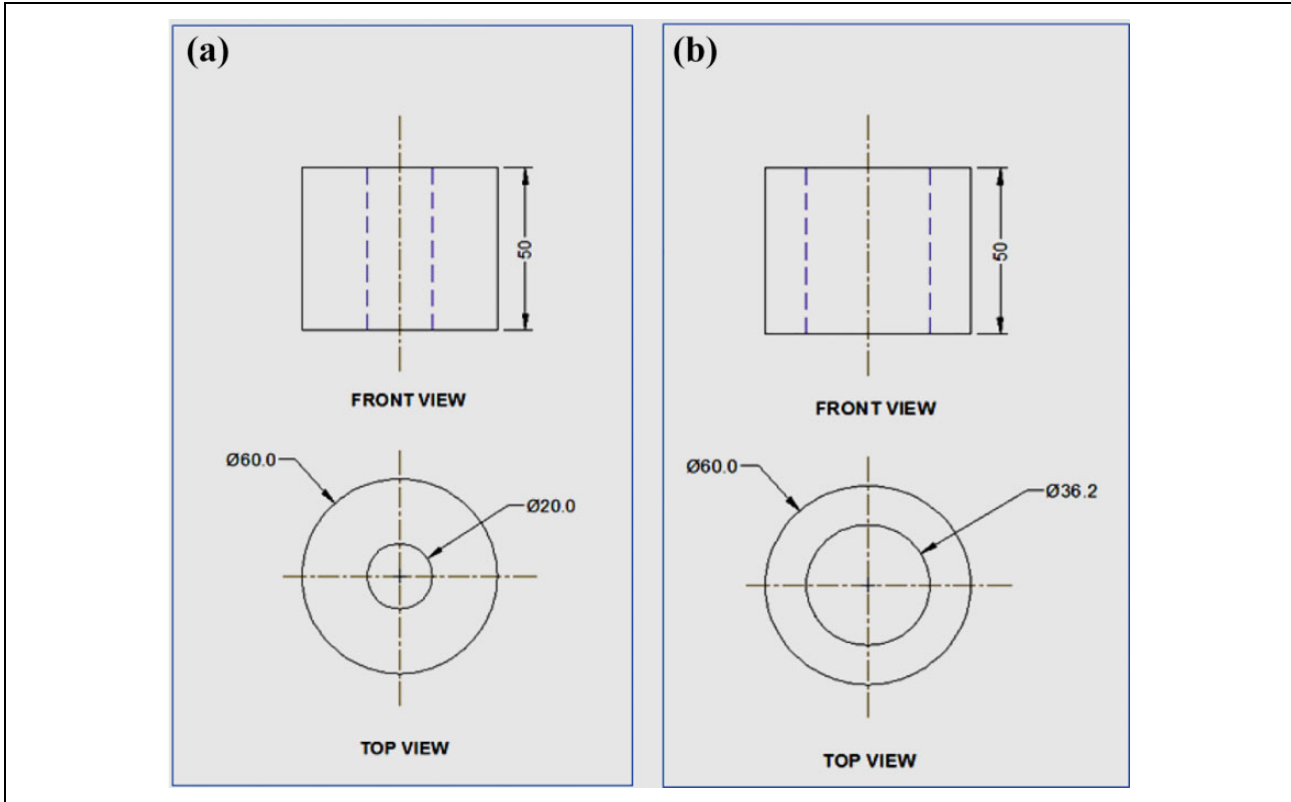 (a)
50
FRONT VIEW
Ø60.0
Ø20.0
TOP VIEW
(b)
50
FRONT VIEW
Ø60.0
Ø36.2
TOP VIEW